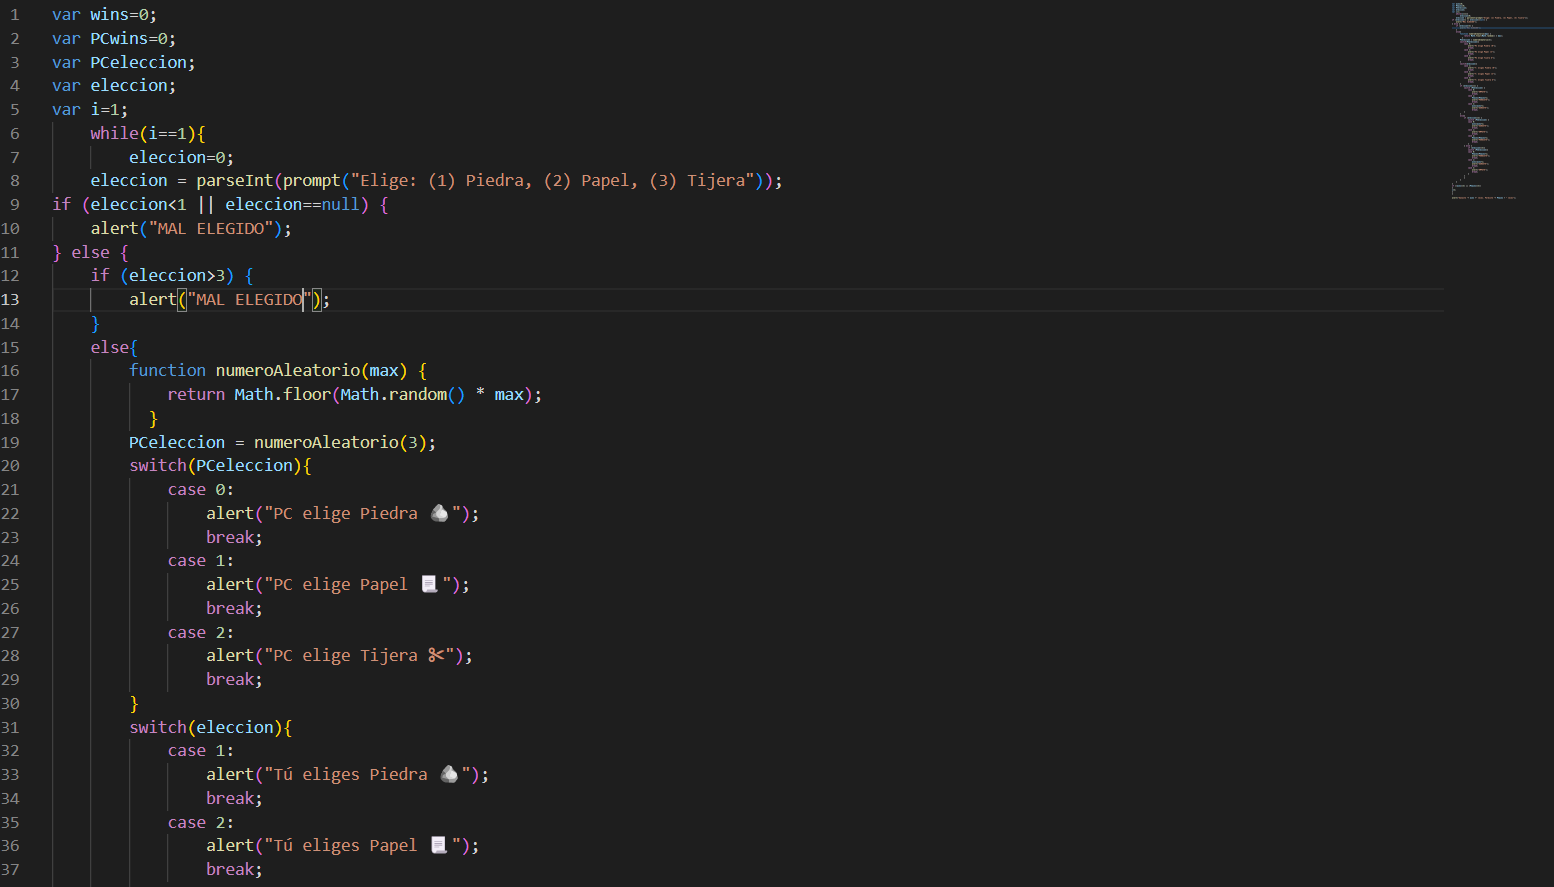 1 var wins=0;
2 var PCwins=0;
3 var PCeleccion;
4 var eleccion;
5 var i=1;
6 while(i==1){
7 eleccion=0;
8 eleccion = parseInt(prompt("Elige: (1) Piedra, (2) Papel, (3) Tijera"));
9 if (eleccion<1 || eleccion==null) {
10 alert("MAL ELEGIDO");
11 } else {
12 if (eleccion>3) {
13 alert("MAL ELEGIDO");
14 }
15 else{
16 function numeroAleatorio(max) {
17 return Math.floor(Math.random() * max);
18 }
19 PCeleccion = numeroAleatorio(3);
20 switch(PCeleccion){
21 case 0:
22 alert("PC elige Piedra 🪨");
23 break;
24 case 1:
25 alert("PC elige Papel 📃");
26 break;
27 case 2:
28 alert("PC elige Tijera ✂");
29 break;
30 }
31 switch(eleccion){
32 case 1:
33 alert("Tú eliges Piedra 🪨");
34 break;
35 case 2:
36 alert("Tú eliges Papel 📃");
37 break;